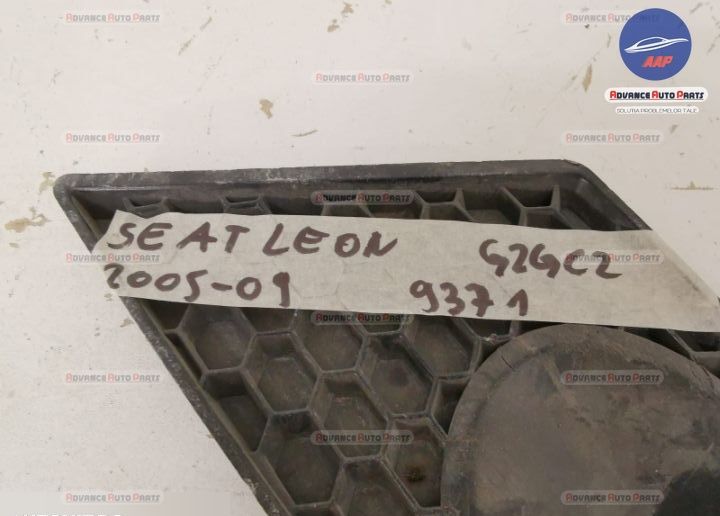 AAP
ADVANCE AUTO PARTS
SOLUTIA PROBLEMELOR TALE
SEAT LEON G2GC2
2005-09 9371